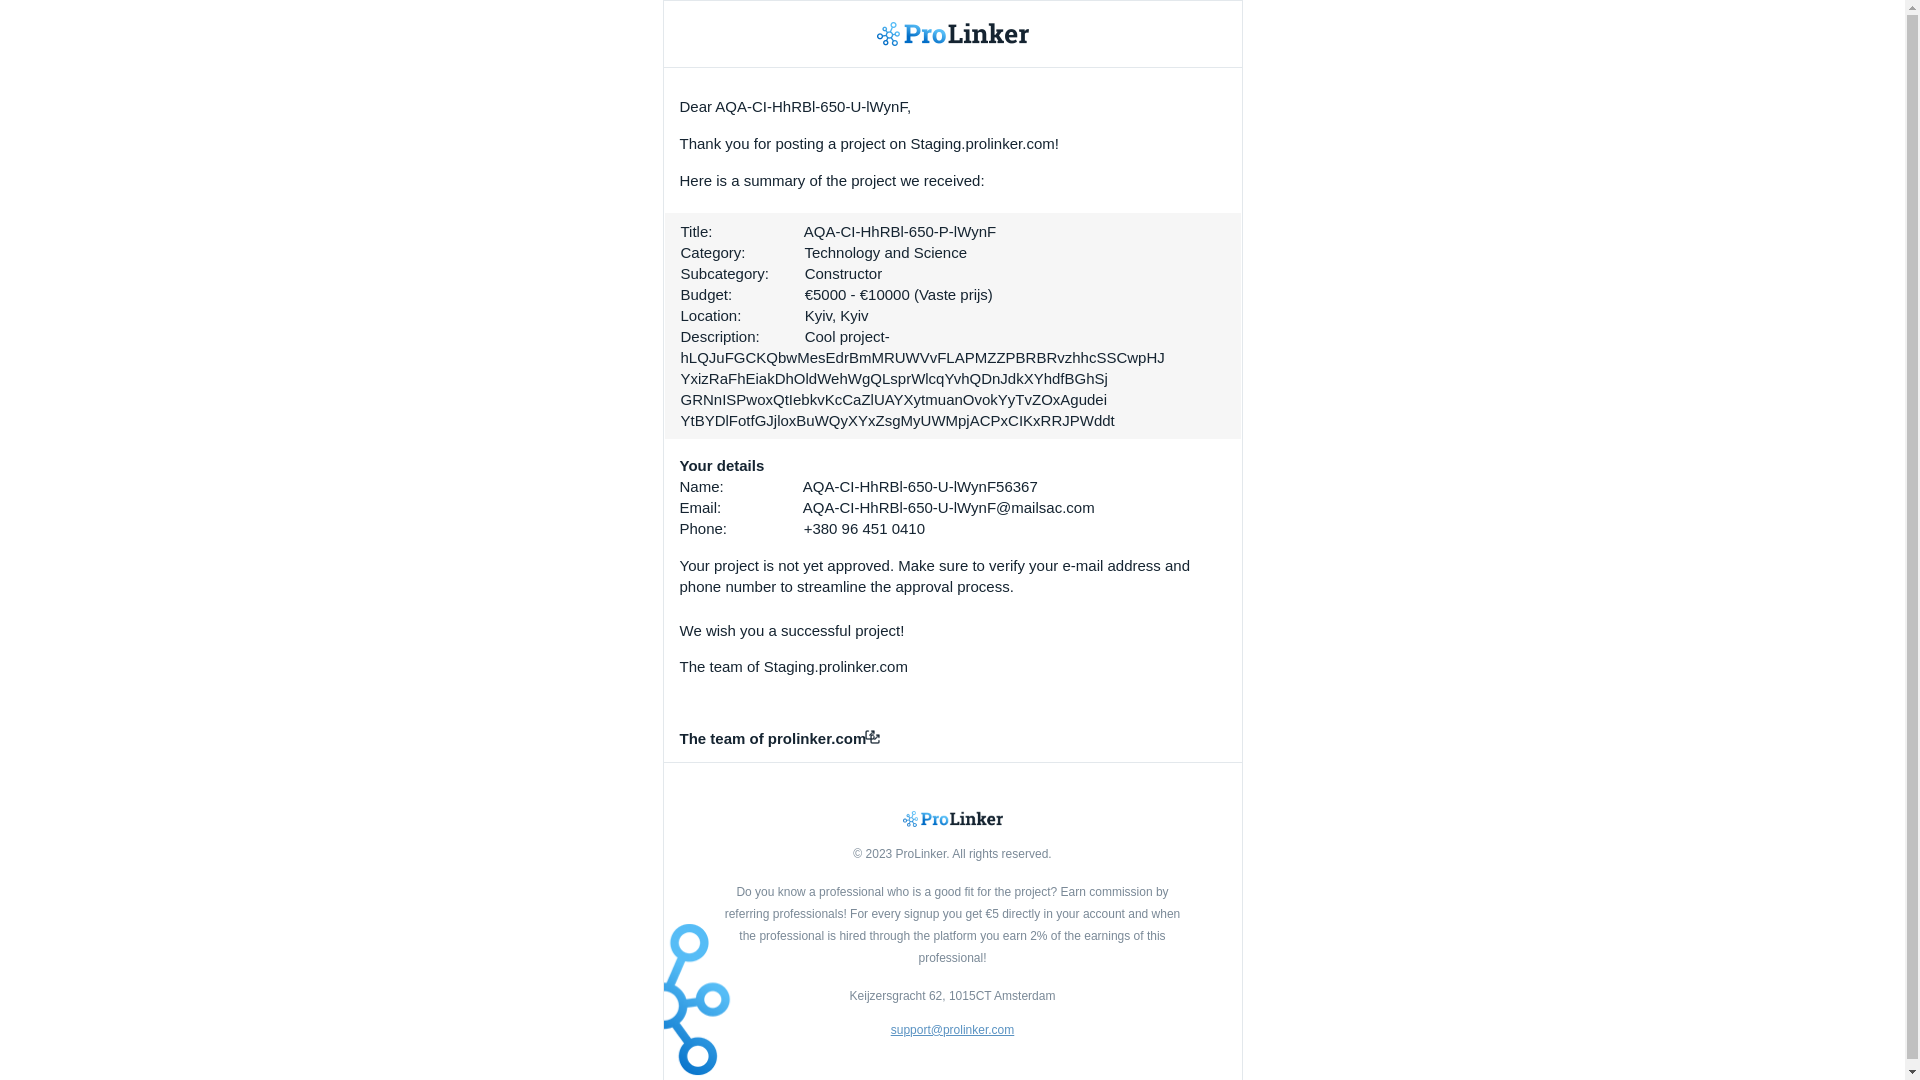 ProLinker
Dear AQA-CI-HhRBl-650-U-lWynF,
Thank you for posting a project on Staging.prolinker.com!
Here is a summary of the project we received:
Title: AQA-CI-HhRBl-650-P-lWynF
Category: Technology and Science
Subcategory: Constructor
Budget: €5000 - €10000 (Vaste prijs)
Location: Kyiv, Kyiv
Description: Cool project-
hLQJuFGCKQbwMesEdrBmMRUWVvFLAPMZZPBRBRvzhhcSSCwpHJ
YxizRaFhEiakDhOldWehWgQLsprWlcqYvhQDnJdkXYhdfBGhSj
GRNnISPwoxQtIebkvKcCaZlUAYXytmuanOvokYyTvZOxAgudei
YtBYDlFotfGJjloxBuWQyXYxZsgMyUWMpjACPxCIKxRRJPWddt
Your details
Name: AQA-CI-HhRBl-650-U-lWynF56367
Email: AQA-CI-HhRBl-650-U-lWynF@mailsac.com
Phone: +380 96 451 0410
Your project is not yet approved. Make sure to verify your e-mail address and
phone number to streamline the approval process.
We wish you a successful project!
The team of Staging.prolinker.com
The team of prolinker.com
ProLinker
© 2023 ProLinker. All rights reserved.
Do you know a professional who is a good fit for the project? Earn commission by
referring professionals! For every signup you get €5 directly in your account and when
the professional is hired through the platform you earn 2% of the earnings of this
professional!
Keijzersgracht 62, 1015CT Amsterdam
support@prolinker.com